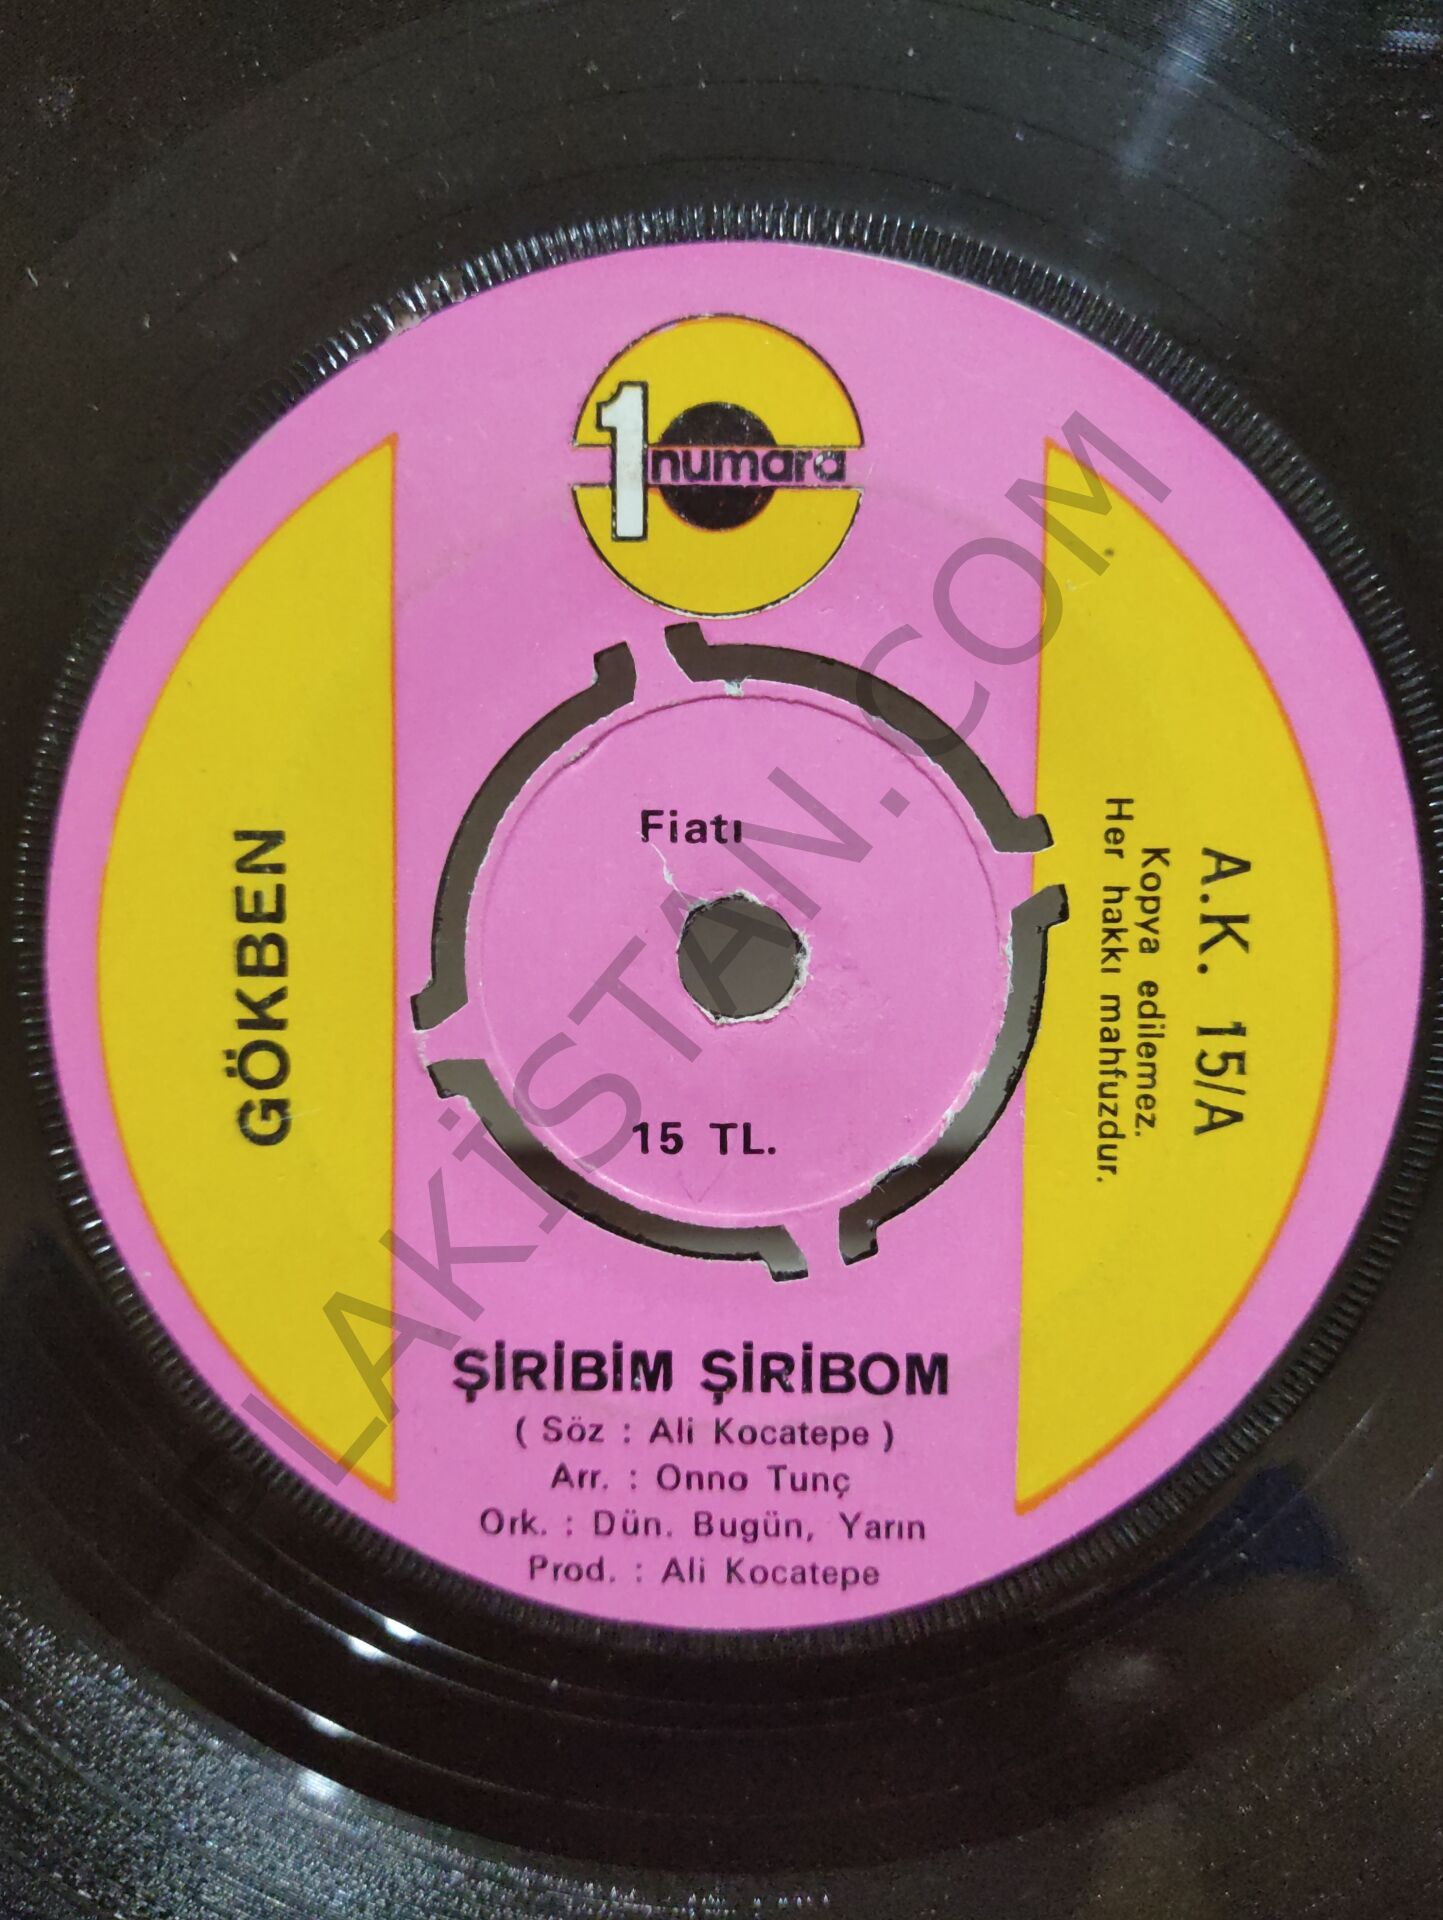 1 numara
GÖKBEN
Fiatı
15 TL.
A.K. 15/A
Kopya edilemez.
Her hakkı mahfuzdur.
ŞİRİBİM ŞİRİBOM
( Söz : Ali Kocatepe )
Arr. : Onno Tunç
Ork. : Dün. Bugün, Yarın
Prod. : Ali Kocatepe
PLAKİSTAN.COM